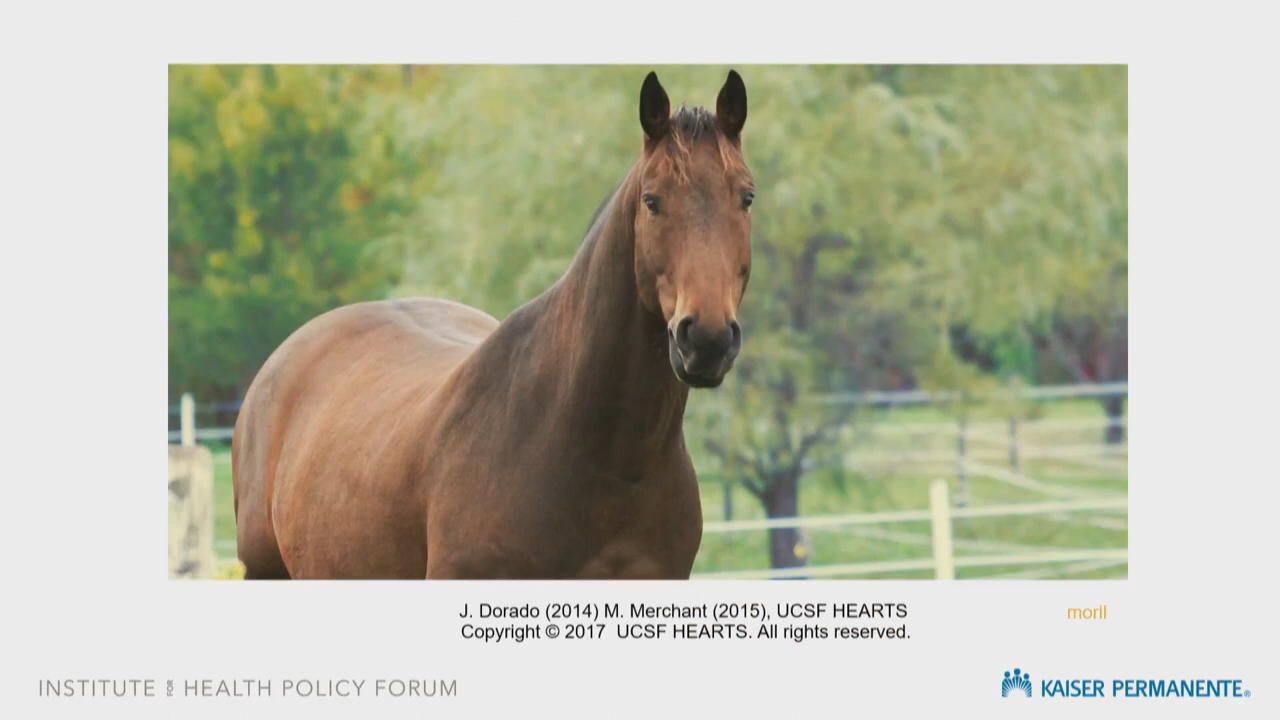 J. Dorado (2014) M. Merchant (2015), UCSF HEARTS
Copyright © 2017  UCSF HEARTS. All rights reserved.
moril
INSTITUTE FOR HEALTH POLICY FORUM
KAISER PERMANENTE®